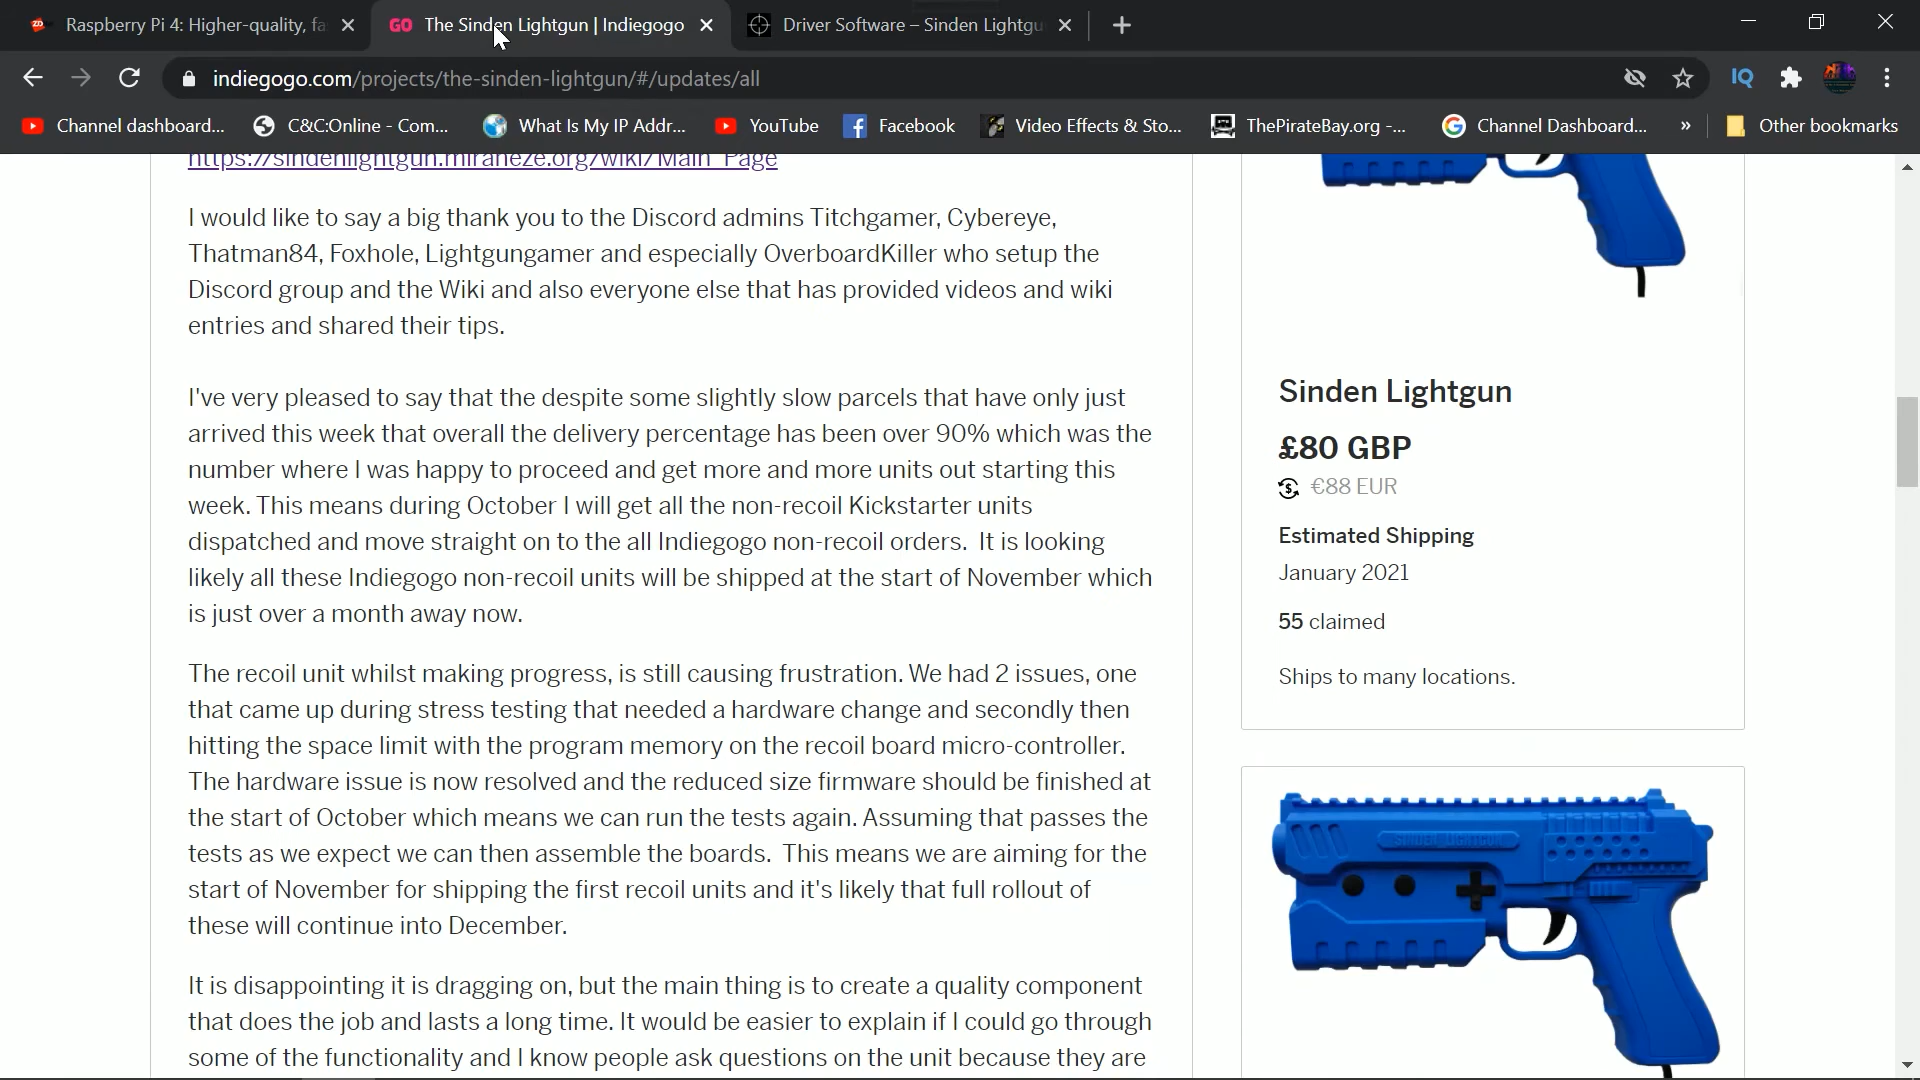 Raspberry Pi 4: Higher-quality, fa
The Sinden Lightgun | Indiegogo
Driver Software – Sinden Lightgu
indiegogo.com/projects/the-sinden-lightgun/#/updates/all
IQ
Channel dashboard...
C&C:Online - Com...
What Is My IP Addr...
YouTube
Facebook
Video Effects & Sto...
ThePirateBay.org -...
Channel Dashboard...
»
Other bookmarks
https://sindenlightgun.miraheze.org/wiki/Main_Page
I would like to say a big thank you to the Discord admins Titchgamer, Cybereye,
Thatman84, Foxhole, Lightgungamer and especially OverboardKiller who setup the
Discord group and the Wiki and also everyone else that has provided videos and wiki
entries and shared their tips.
I've very pleased to say that the despite some slightly slow parcels that have only just
arrived this week that overall the delivery percentage has been over 90% which was the
number where I was happy to proceed and get more and more units out starting this
week. This means during October I will get all the non-recoil Kickstarter units
dispatched and move straight on to the all Indiegogo non-recoil orders.  It is looking
likely all these Indiegogo non-recoil units will be shipped at the start of November which
is just over a month away now.
The recoil unit whilst making progress, is still causing frustration. We had 2 issues, one
that came up during stress testing that needed a hardware change and secondly then
hitting the space limit with the program memory on the recoil board micro-controller.
The hardware issue is now resolved and the reduced size firmware should be finished at
the start of October which means we can run the tests again. Assuming that passes the
tests as we expect we can then assemble the boards.  This means we are aiming for the
start of November for shipping the first recoil units and it's likely that full rollout of
these will continue into December.
It is disappointing it is dragging on, but the main thing is to create a quality component
that does the job and lasts a long time. It would be easier to explain if I could go through
some of the functionality and I know people ask questions on the unit because they are
Sinden Lightgun
£80 GBP
€88 EUR
Estimated Shipping
January 2021
55 claimed
Ships to many locations.
SINDEN LIGHTGUN